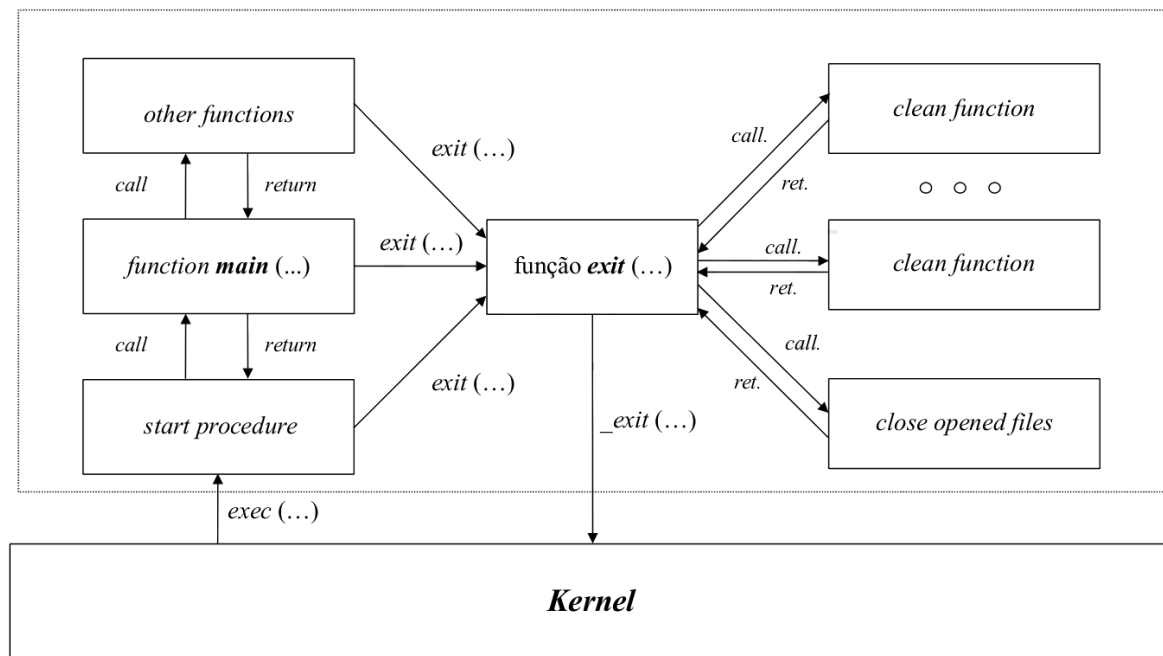 other functions
clean function
exit (…)
call.
ret.
call
return
function main (...)
exit (…)
função exit (…)
call.
ret.
clean function
call
return
exit (…)
call.
ret.
start procedure
_exit (…)
close opened files
exec (…)
Kernel